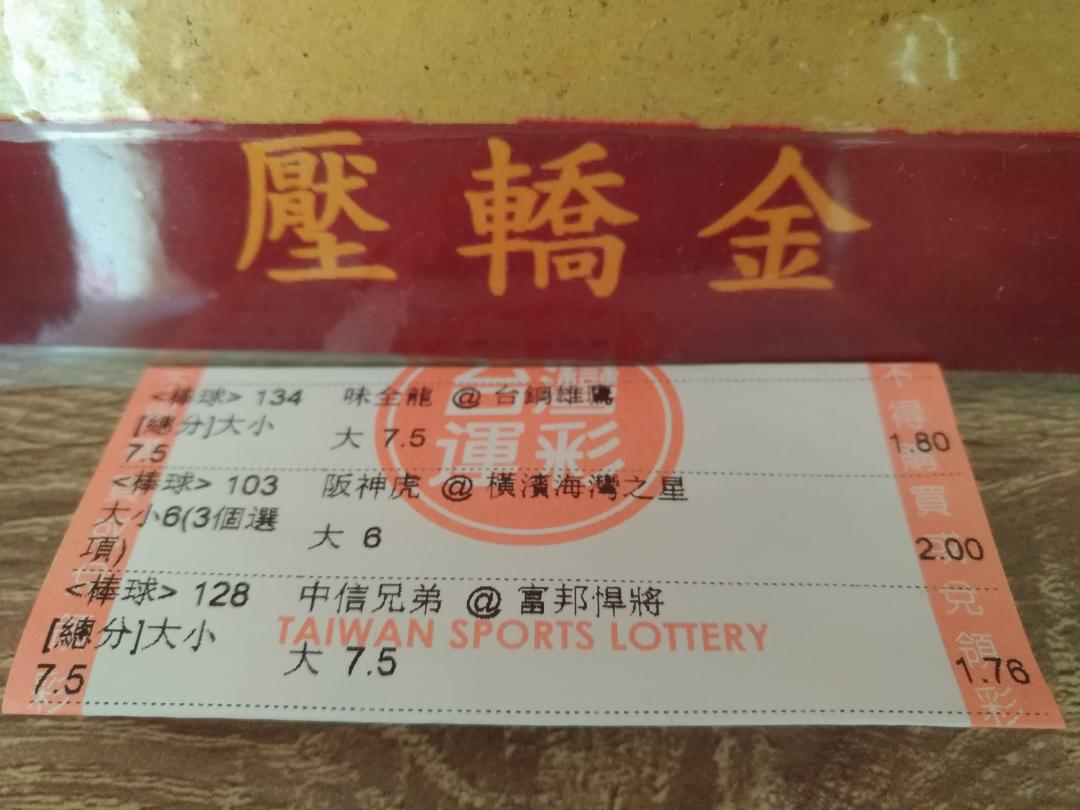 壓轎金
台灣
運彩
<棒球> 134 味全龍 @ 台鋼雄鷹
[總分]大小
7.5 大 7.5 1.80
<棒球> 103 阪神虎 @ 橫濱海灣之星
大小6(3個選
項) 大 6 2.00
<棒球> 128 中信兄弟 @ 富邦悍將
TAIWAN SPORTS LOTTERY
[總分]大小
7.5 大 7.5 1.76